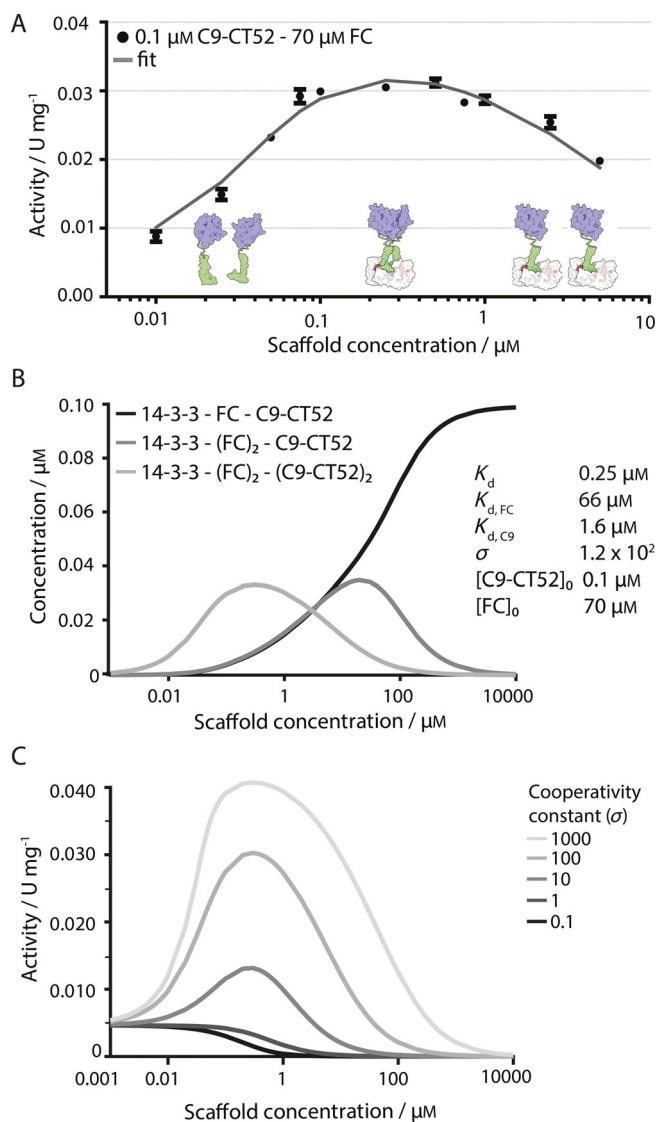 A
0.1 µM C9-CT52 - 70 µM FC
fit
0.04
0.03
0.02
0.01
0.00
Activity / U mg⁻¹
0.01
0.1
1
10
Scaffold concentration / µM
B
14-3-3 - FC - C9-CT52
14-3-3 - (FC)₂ - C9-CT52
14-3-3 - (FC)₂ - (C9-CT52)₂
0.10
0.08
0.06
0.04
0.02
0
Concentration / µM
K_d 0.25 µM
K_d, FC 66 µM
K_d, C9 1.6 µM
σ 1.2 x 10²
[C9-CT52]₀ 0.1 µM
[FC]₀ 70 µM
0.01
1
100
10000
Scaffold concentration / µM
C
0.040
0.030
0.020
0.010
0
Activity / U mg⁻¹
Cooperativity
constant (σ)
1000
100
10
1
0.1
0.001
0.01
1
100
10000
Scaffold concentration / µM